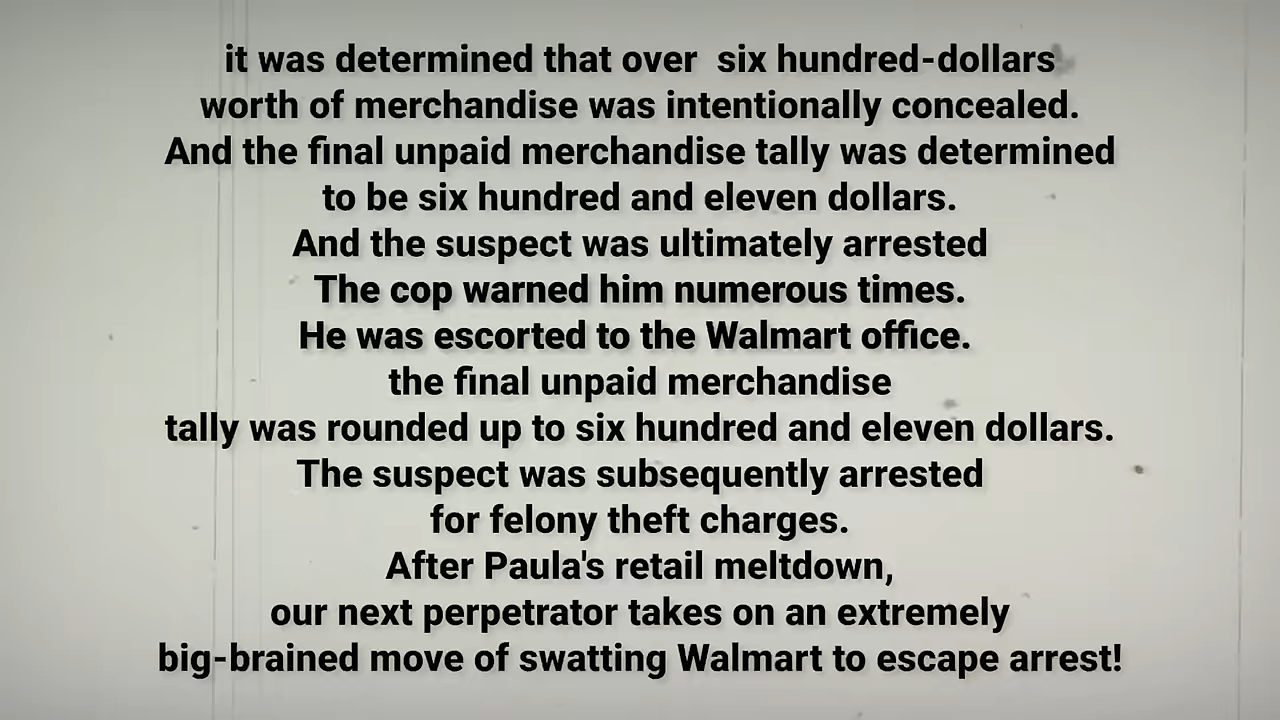 it was determined that over  six hundred-dollars
worth of merchandise was intentionally concealed.
And the final unpaid merchandise tally was determined
to be six hundred and eleven dollars.
And the suspect was ultimately arrested
The cop warned him numerous times.
He was escorted to the Walmart office.
the final unpaid merchandise
tally was rounded up to six hundred and eleven dollars.
The suspect was subsequently arrested
for felony theft charges.
After Paula's retail meltdown,
our next perpetrator takes on an extremely
big-brained move of swatting Walmart to escape arrest!